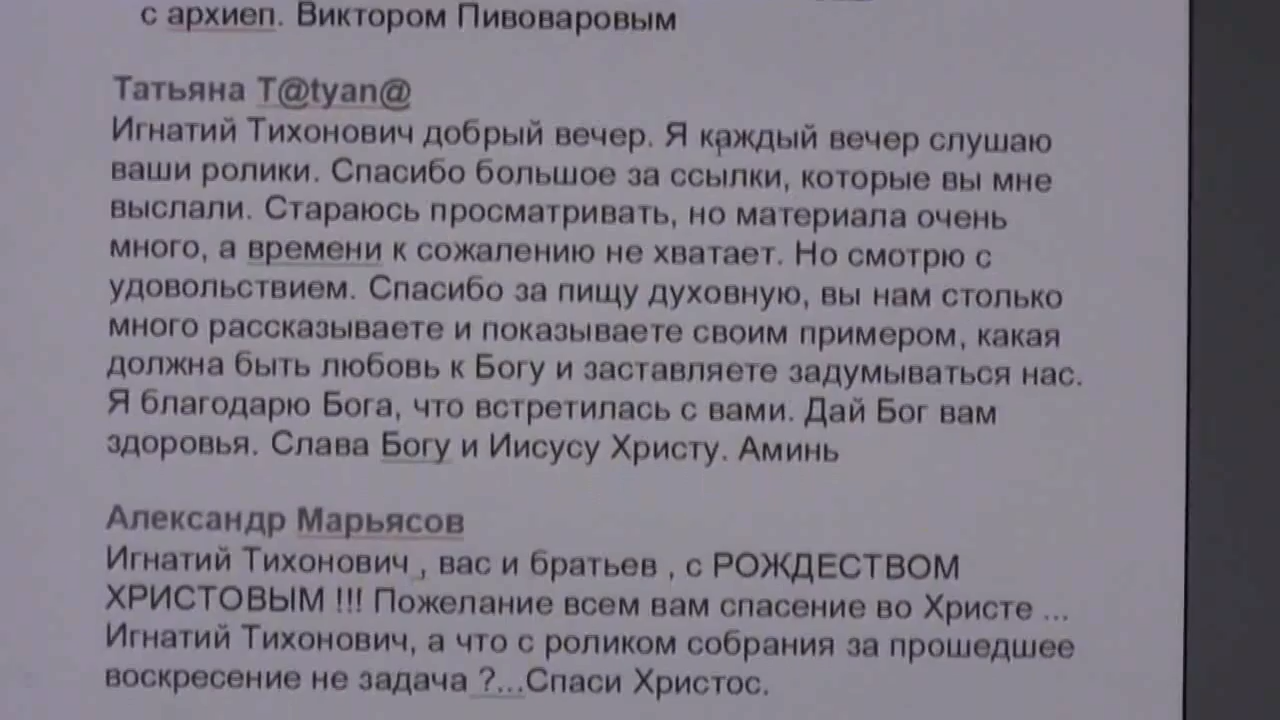 с архиеп. Виктором Пивоваровым
Татьяна T@tyan@
Игнатий Тихонович добрый вечер. Я каждый вечер слушаю
ваши ролики. Спасибо большое за ссылки, которые вы мне
выслали. Стараюсь просматривать, но материала очень
много, а времени к сожалению не хватает. Но смотрю с
удовольствием. Спасибо за пищу духовную, вы нам столько
много рассказываете и показываете своим примером, какая
должна быть любовь к Богу и заставляете задумываться нас.
Я благодарю Бога, что встретилась с вами. Дай Бог вам
здоровья. Слава Богу и Иисусу Христу. Аминь
Александр Марьясов
Игнатий Тихонович , вас и братьев , с РОЖДЕСТВОМ
ХРИСТОВЫМ !!! Пожелание всем вам спасение во Христе ...
Игнатий Тихонович, а что с роликом собрания за прошедшее
воскресение не задача ?...Спаси Христос.